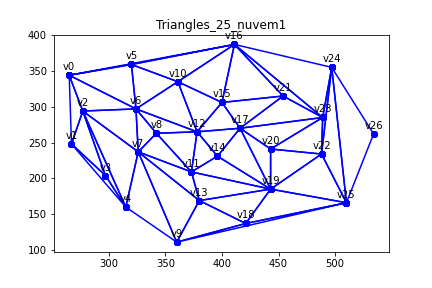 Triangles_25_nuvem1
400
350
300
250
200
150
100
300
350
400
450
500
v16
v5
v0
v24
v10
v21
v15
v2
v6
v23
v17
v12
v8
v26
v1
v7
v14
v20
v22
v11
v3
v19
v13
v4
v25
v18
v9